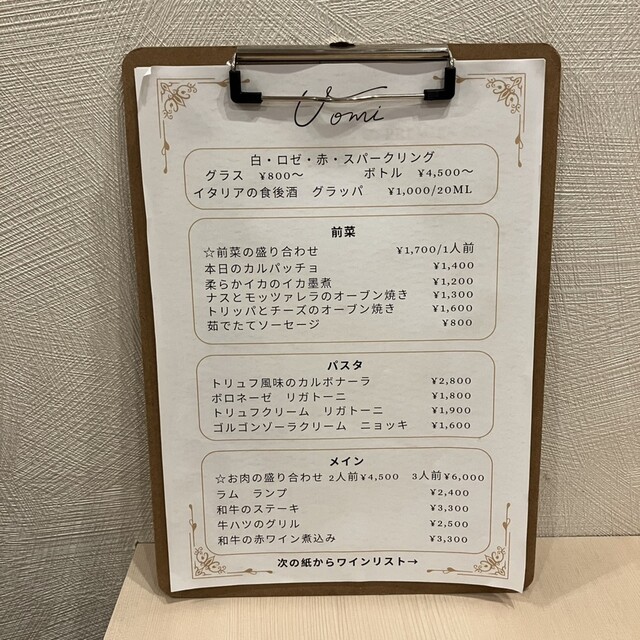 Uomi
白・ロゼ・赤・スパークリング
グラス ¥800〜 ボトル ¥4,500〜
イタリアの食後酒 グラッパ ¥1,000/20ML
前菜
☆前菜の盛り合わせ ¥1,700/1人前
本日のカルパッチョ ¥1,400
柔らかイカのイカ墨煮 ¥1,200
ナスとモッツァレラのオーブン焼き ¥1,300
トリッパとチーズのオーブン焼き ¥1,600
茹でたてソーセージ ¥800
パスタ
トリュフ風味のカルボナーラ ¥2,800
ボロネーゼ リガトーニ ¥1,800
トリュフクリーム リガトーニ ¥1,900
ゴルゴンゾーラクリーム ニョッキ ¥1,600
メイン
☆お肉の盛り合わせ 2人前¥4,500 3人前¥6,000
ラム ランプ ¥2,400
和牛のステーキ ¥3,300
牛ハツのグリル ¥2,500
和牛の赤ワイン煮込み ¥3,300
次の紙からワインリスト→